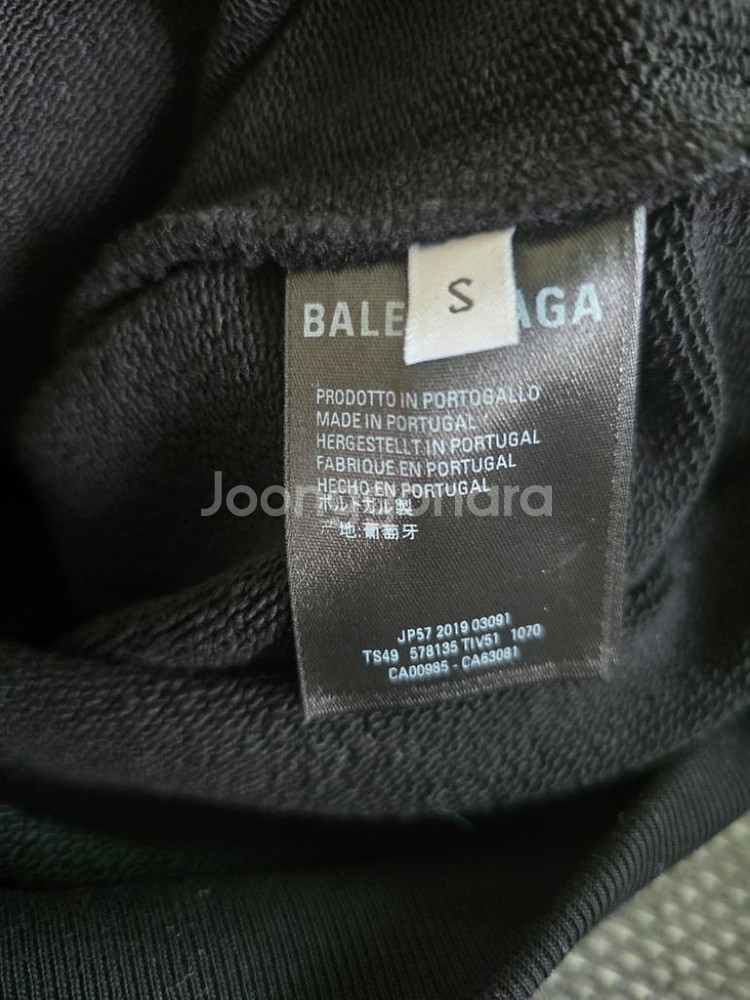 S
BALE AGA
PRODOTTO IN PORTOGALLO
MADE IN PORTUGAL
HERGESTELLT IN PORTUGAL
FABRIQUE EN PORTUGAL
HECHO EN PORTUGAL
ポルトガル製
产地:葡萄牙
JP57 2019 03091
TS49 578135 TIV51 1070
CA00985 - CA63081